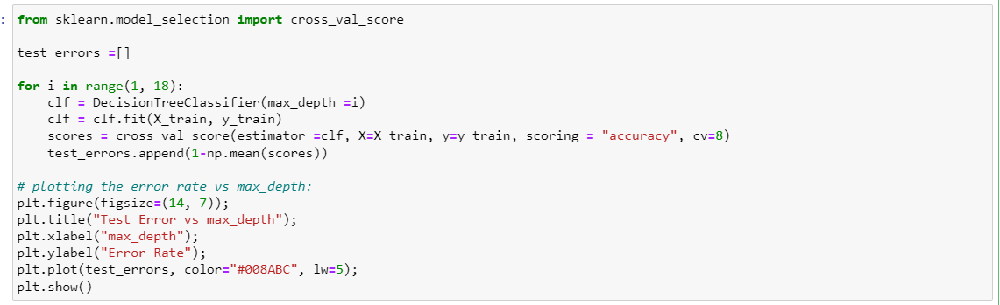 : from sklearn.model_selection import cross_val_score
test_errors =[]
for i in range(1, 18):
    clf = DecisionTreeClassifier(max_depth =i)
    clf = clf.fit(X_train, y_train)
    scores = cross_val_score(estimator =clf, X=X_train, y=y_train, scoring = "accuracy", cv=8)
    test_errors.append(1-np.mean(scores))
# plotting the error rate vs max_depth:
plt.figure(figsize=(14, 7));
plt.title("Test Error vs max_depth");
plt.xlabel("max_depth");
plt.ylabel("Error Rate");
plt.plot(test_errors, color="#008ABC", lw=5);
plt.show()